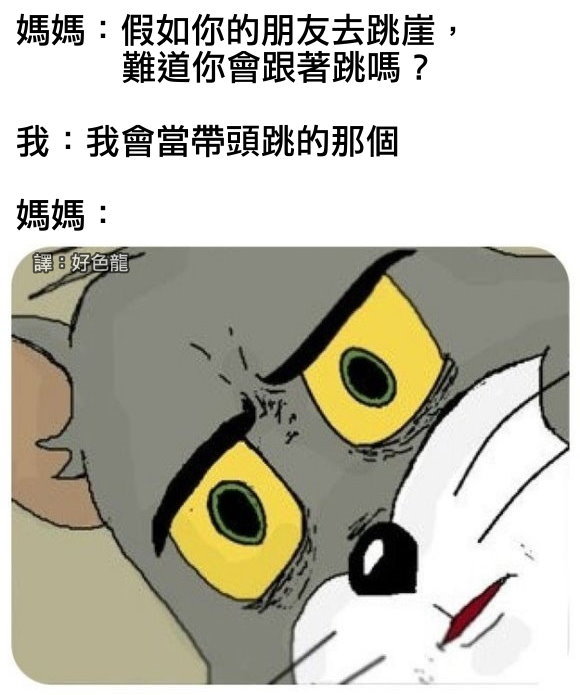 媽媽：假如你的朋友去跳崖，
難道你會跟著跳嗎？
我：我會當帶頭跳的那個
媽媽：
譯：好色龍